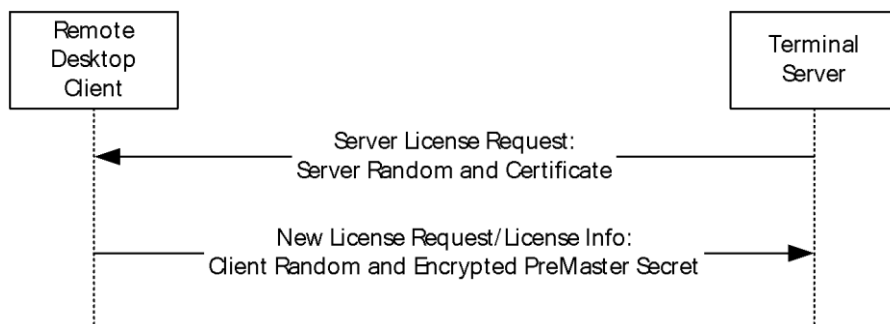 Remote
Desktop
Client
Terminal
Server
Server License Request:
Server Random and Certificate
New License Request/License Info:
Client Random and Encrypted PreMaster Secret